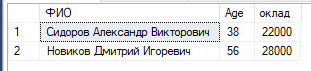 ФИО Age оклад
1 Сидоров Александр Викторович 38 22000
2 Новиков Дмитрий Игоревич 56 28000